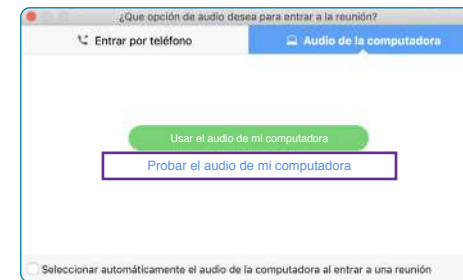 ¿Que opción de audio desea para entrar a la reunión?
Entrar por teléfono
Audio de la computadora
Usar el audio de mi computadora
Probar el audio de mi computadora
Seleccionar automáticamente el audio de la computadora al entrar a una reunión